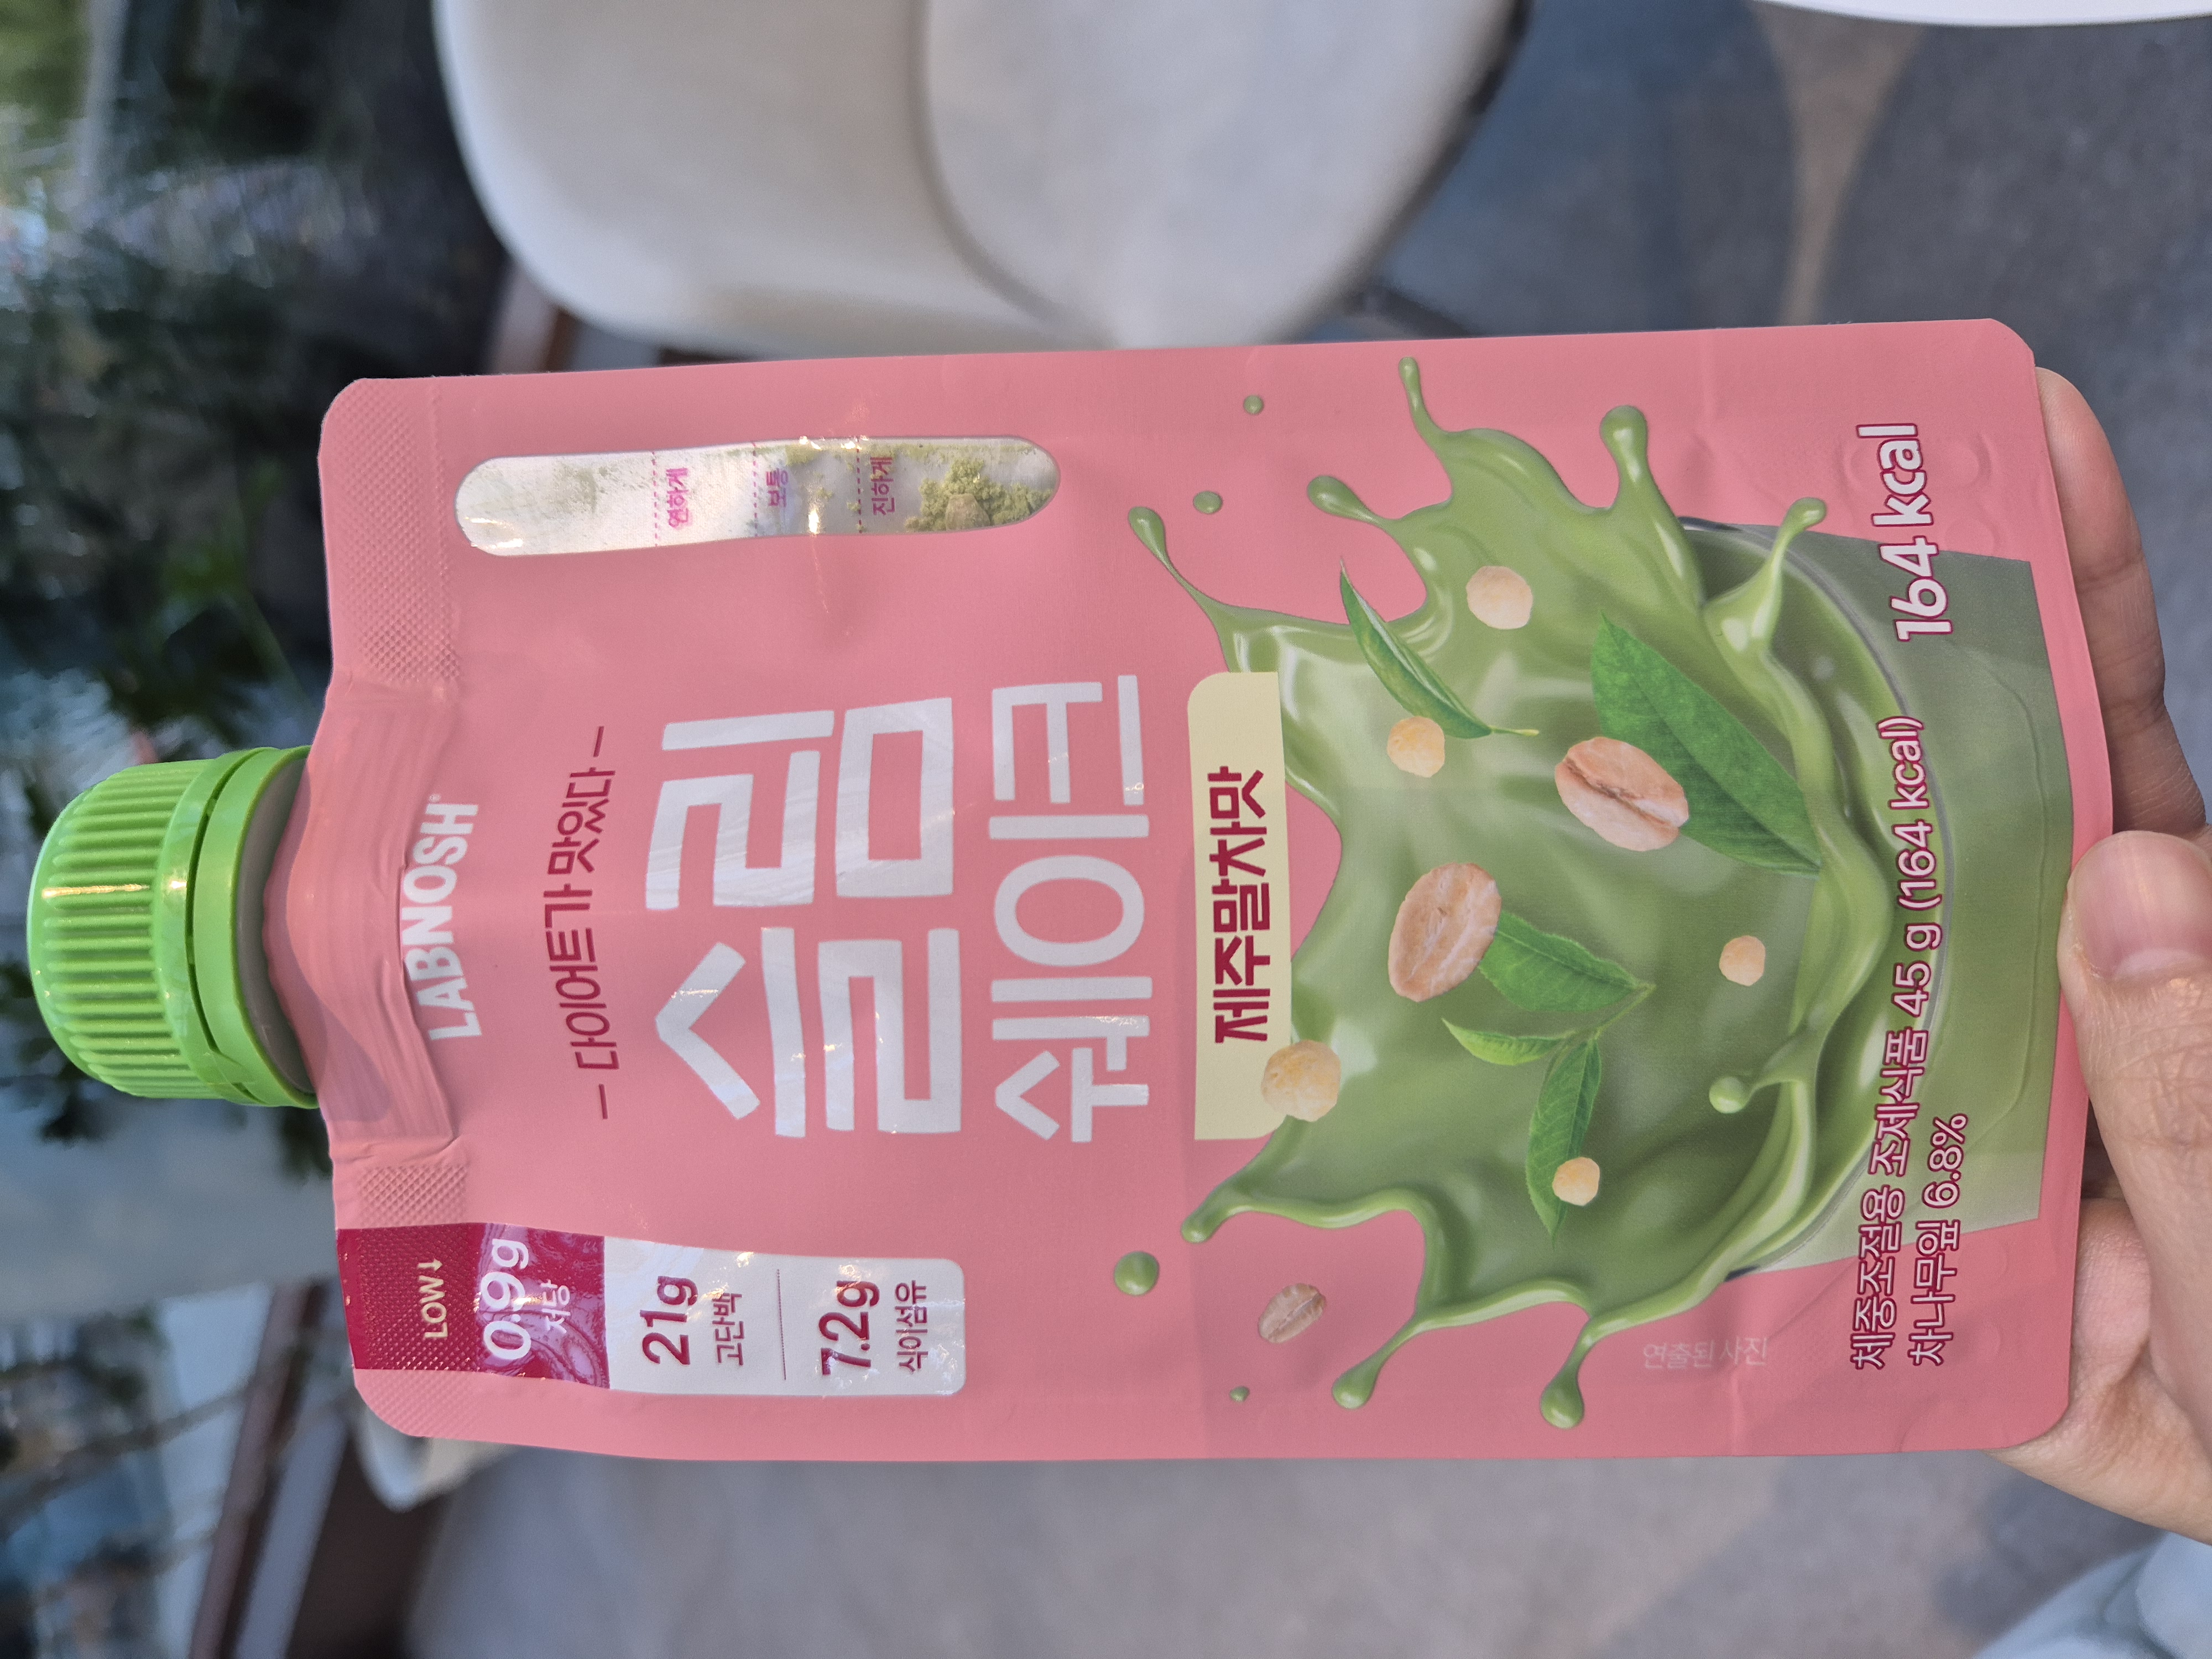 LOW↓
0.9g
저당
21g
고단백
7.2g
식이섬유
LABNOSH®
– 다이어트가 맛있다 –
슬림
쉐이크
제주말차맛
연하게
보통
진하게
연출된 사진
체중조절용 조제식품 45 g (164 kcal)
차나무잎 6.8%
164 kcal